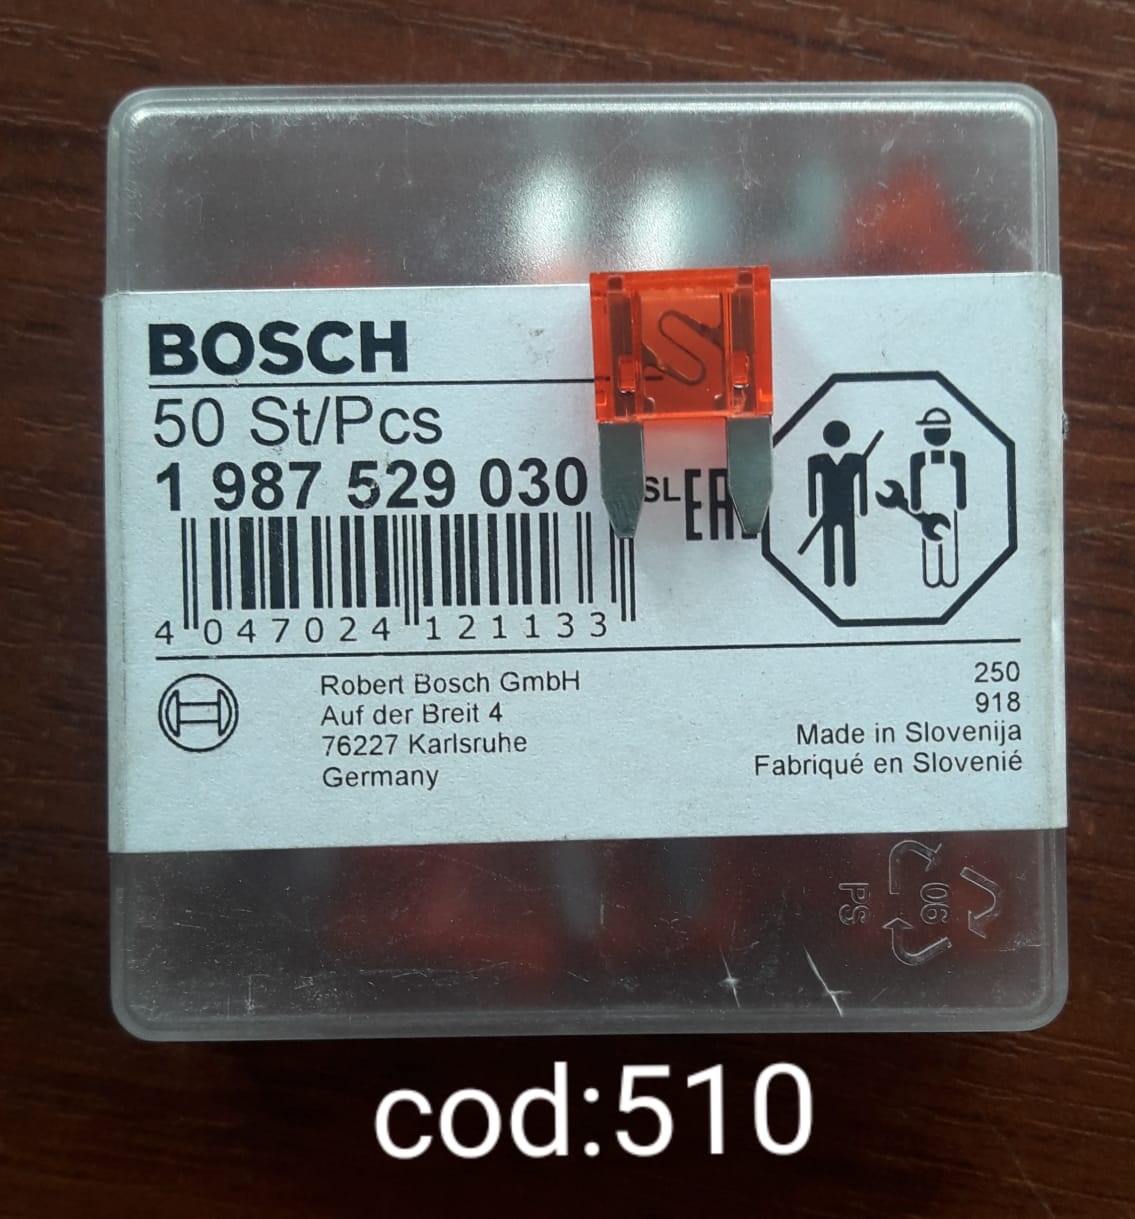 BOSCH
50 St/Pcs
1 987 529 030
SL
4 047024 121133
Robert Bosch GmbH
Auf der Breit 4
76227 Karlsruhe
Germany
250
918
Made in Slovenija
Fabriqué en Slovenié
06
PS
cod:510